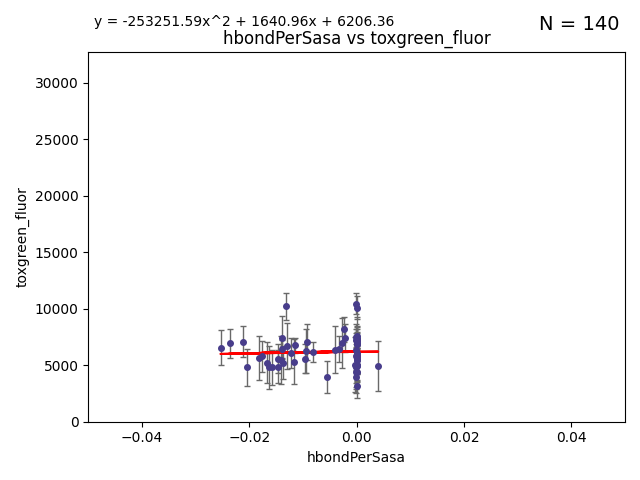 y = -253251.59x^2 + 1640.96x + 6206.36
N = 140
hbondPerSasa vs toxgreen_fluor
30000
25000
20000
15000
10000
5000
0
toxgreen_fluor
−0.04
−0.02
0.00
0.02
0.04
hbondPerSasa